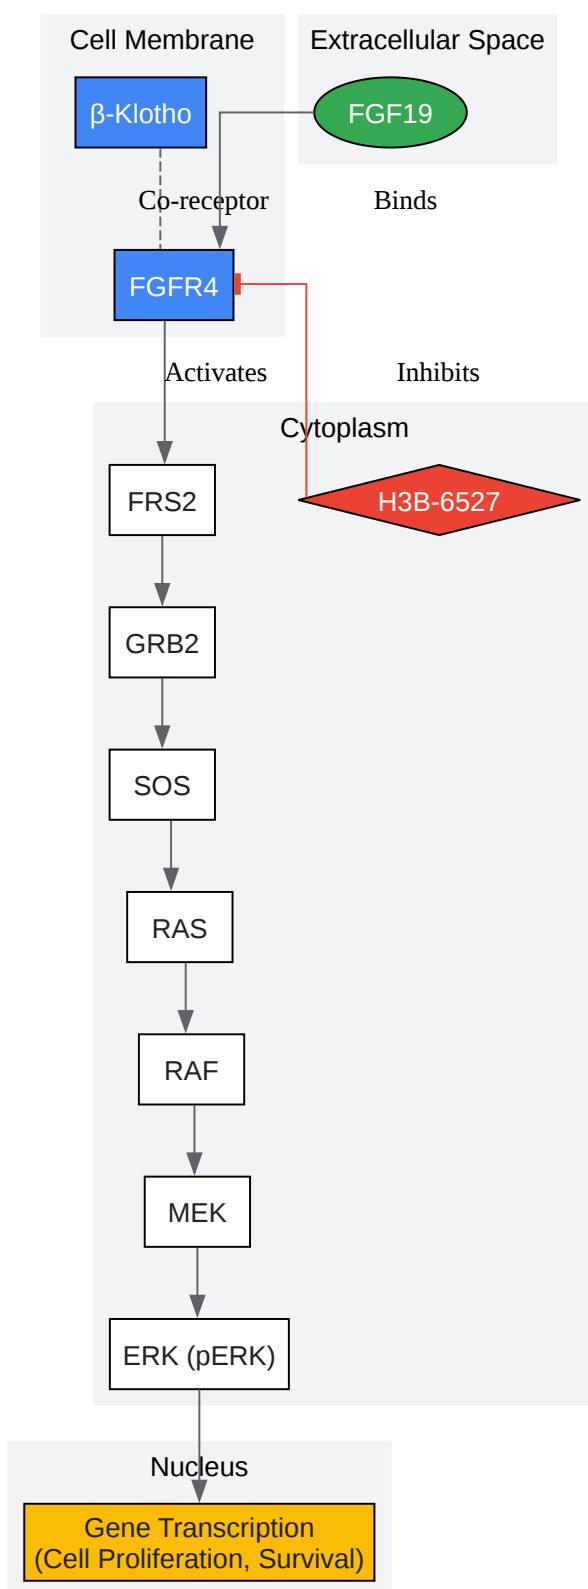 Cell Membrane
Extracellular Space
β-Klotho
FGF19
Co-receptor
Binds
FGFR4
Activates
Inhibits
Cytoplasm
FRS2
H3B-6527
GRB2
SOS
RAS
RAF
MEK
ERK (pERK)
Nucleus
Gene Transcription
(Cell Proliferation, Survival)